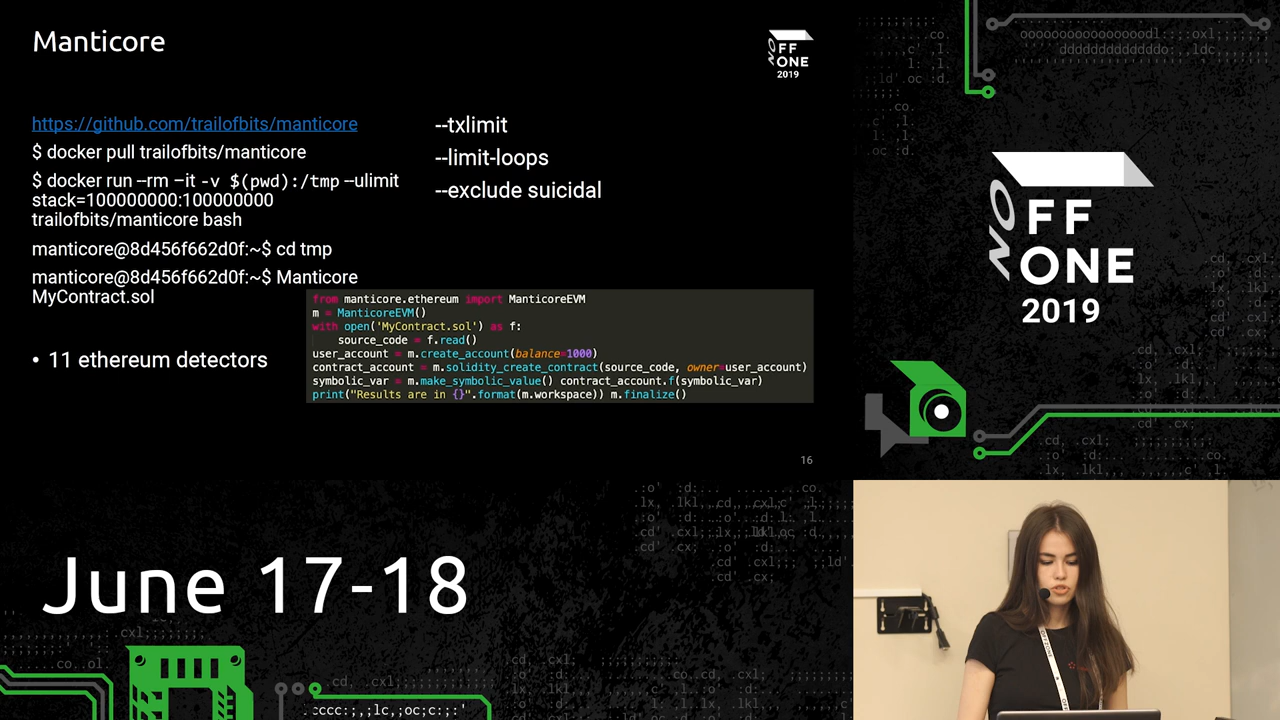 Manticore
OFF
NO ONE
2019
https://github.com/trailofbits/manticore
$ docker pull trailofbits/manticore
$ docker run --rm –it -v $(pwd):/tmp --ulimit
stack=100000000:100000000
trailofbits/manticore bash
manticore@8d456f662d0f:~$ cd tmp
manticore@8d456f662d0f:~$ Manticore
MyContract.sol
• 11 ethereum detectors
--txlimit
--limit-loops
--exclude suicidal
from manticore.ethereum import ManticoreEVM
m = ManticoreEVM()
with open('MyContract.sol') as f:
source_code = f.read()
user_account = m.create_account(balance=1000)
contract_account = m.solidity_create_contract(source_code, owner=user_account)
symbolic_var = m.make_symbolic_value() contract_account.f(symbolic_var)
print("Results are in {}".format(m.workspace)) m.finalize()
16
NO
FF
ONE
2019
June 17-18